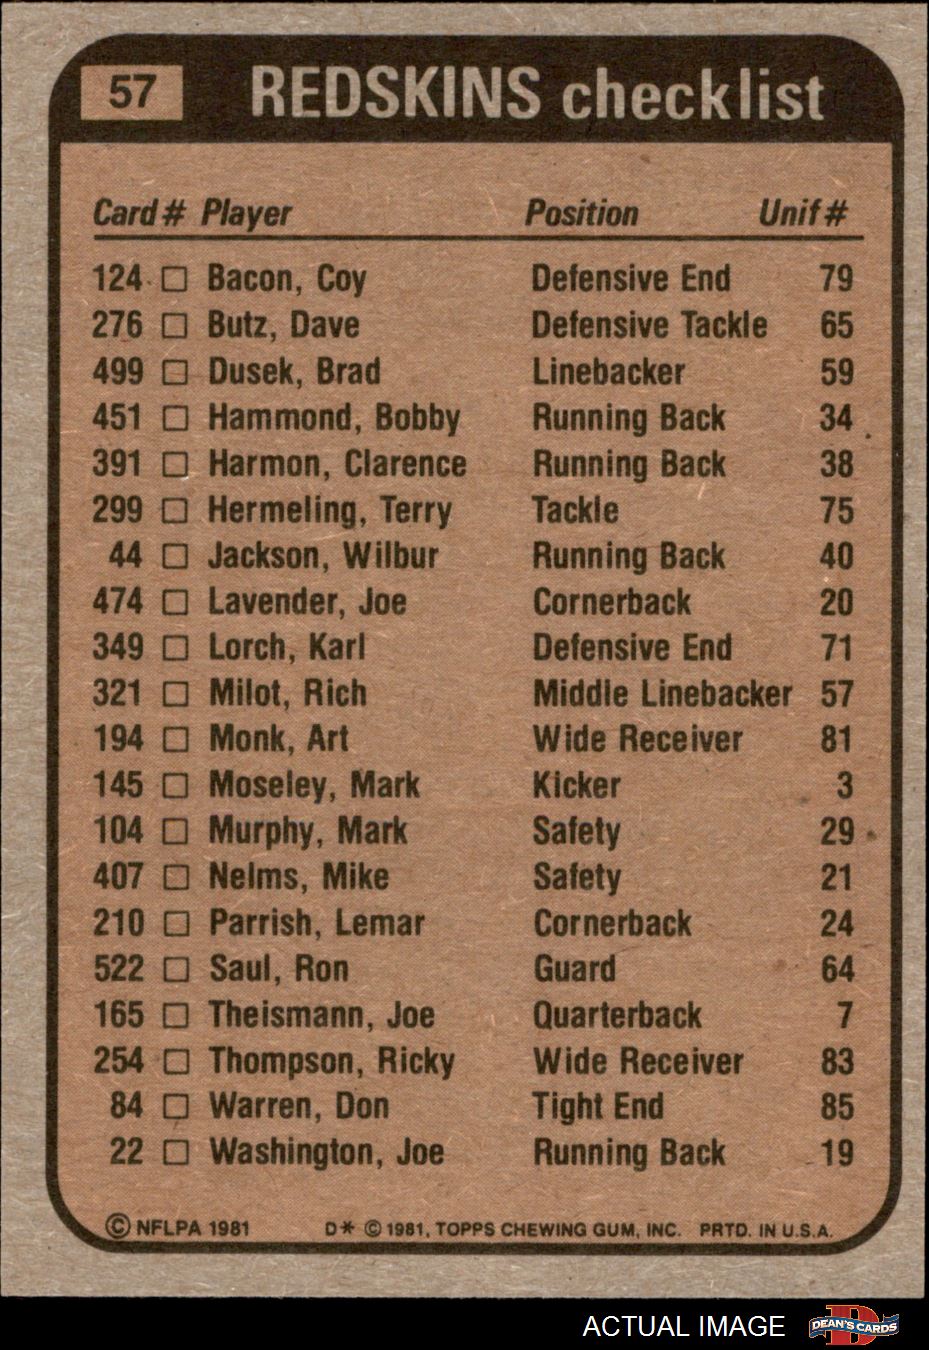 57 REDSKINS checklist
Card # Player Position Unif #
124 Bacon, Coy Defensive End 79
276 Butz, Dave Defensive Tackle 65
499 Dusek, Brad Linebacker 59
451 Hammond, Bobby Running Back 34
391 Harmon, Clarence Running Back 38
299 Hermeling, Terry Tackle 75
44 Jackson, Wilbur Running Back 40
474 Lavender, Joe Cornerback 20
349 Lorch, Karl Defensive End 71
321 Milot, Rich Middle Linebacker 57
194 Monk, Art Wide Receiver 81
145 Moseley, Mark Kicker 3
104 Murphy, Mark Safety 29
407 Nelms, Mike Safety 21
210 Parrish, Lemar Cornerback 24
522 Saul, Ron Guard 64
165 Theismann, Joe Quarterback 7
254 Thompson, Ricky Wide Receiver 83
84 Warren, Don Tight End 85
22 Washington, Joe Running Back 19
© NFLPA 1981 D* © 1981, TOPPS CHEWING GUM, INC. PRTD. IN U.S.A.
ACTUAL IMAGE D DEAN'S CARDS